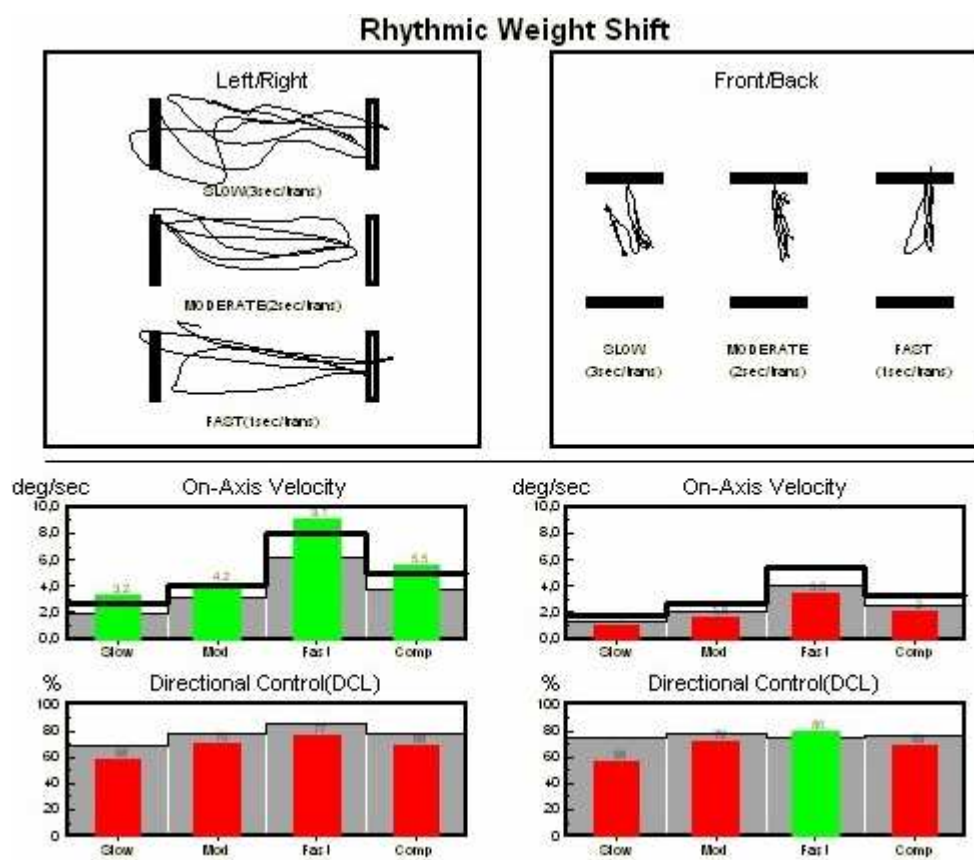 Rhythmic Weight Shift
Left/Right
SLOW(3sec/trans)
MODERATE(2sec/trans)
FAST(1sec/trans)
Front/Back
SLOW MODERATE FAST
(3sec/trans) (2sec/trans) (1sec/trans)
deg/sec On-Axis Velocity
10,0
8,0
6,0
4,0
2,0
0,0
3,2 4,2 5,5
Slow Mod Fast Comp
deg/sec On-Axis Velocity
10,0
8,0
6,0
4,0
2,0
0,0
Slow Mod Fast Comp
% Directional Control(DCL)
100
80
60
40
20
0
Slow Mod Fast Comp
% Directional Control(DCL)
100
80
60
40
20
0
80
Slow Mod Fast Comp